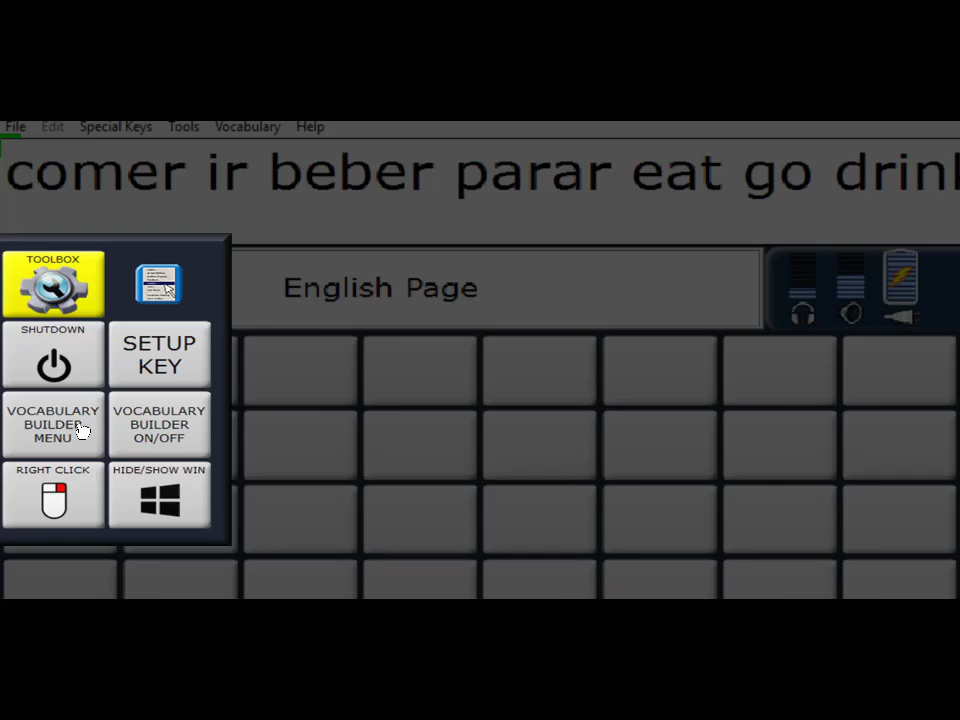 File Edit Special Keys Tools Vocabulary Help
comer ir beber parar eat go drink
TOOLBOX
English Page
SHUTDOWN
SETUP
KEY
VOCABULARY
BUILDER
MENU
VOCABULARY
BUILDER
ON/OFF
RIGHT CLICK
HIDE/SHOW WIN